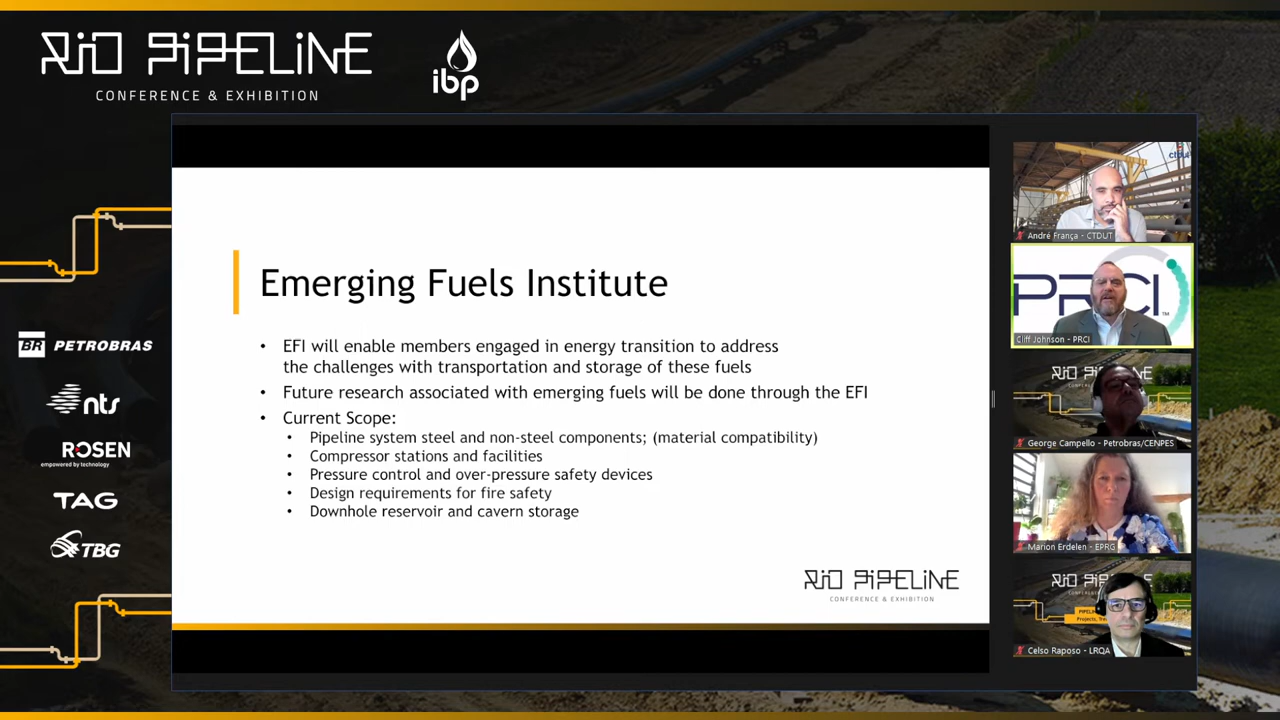 RIO PIPELINE
CONFERENCE & EXHIBITION
ibp
BR PETROBRAS
nts
ROSEN
empowered by technology
TAG
TBG
Emerging Fuels Institute
• EFI will enable members engaged in energy transition to address
the challenges with transportation and storage of these fuels
• Future research associated with emerging fuels will be done through the EFI
• Current Scope:
• Pipeline system steel and non-steel components; (material compatibility)
• Compressor stations and facilities
• Pressure control and over-pressure safety devices
• Design requirements for fire safety
• Downhole reservoir and cavern storage
RIO PIPELINE
CONFERENCE & EXHIBITION
André França - CTDUT
PRCI
Cliff Johnson - PRCI
George Campello - Petrobras/CENPES
Marion Erdelen - EPRG
Celso Raposo - LRQA